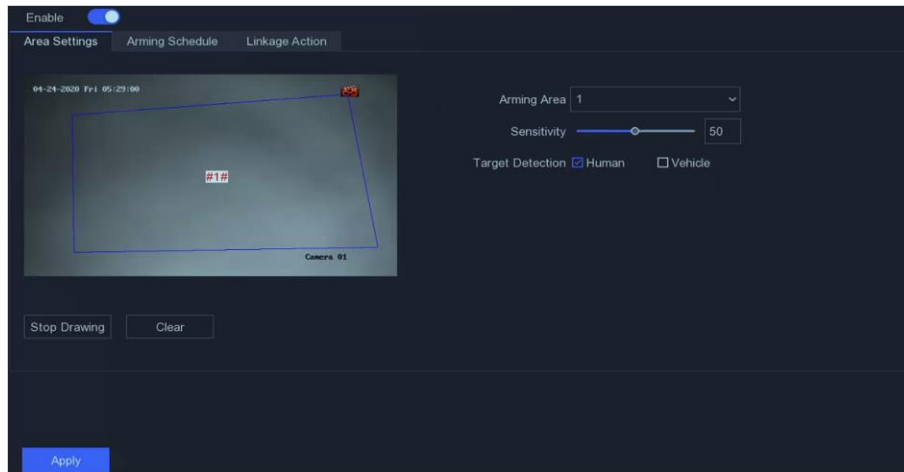 Enable
Area Settings Arming Schedule Linkage Action
04-24-2020 Fri 05:29:00
Arming Area 1
Sensitivity 50
Target Detection Human Vehicle
#1#
Camera 01
Stop Drawing Clear
Apply